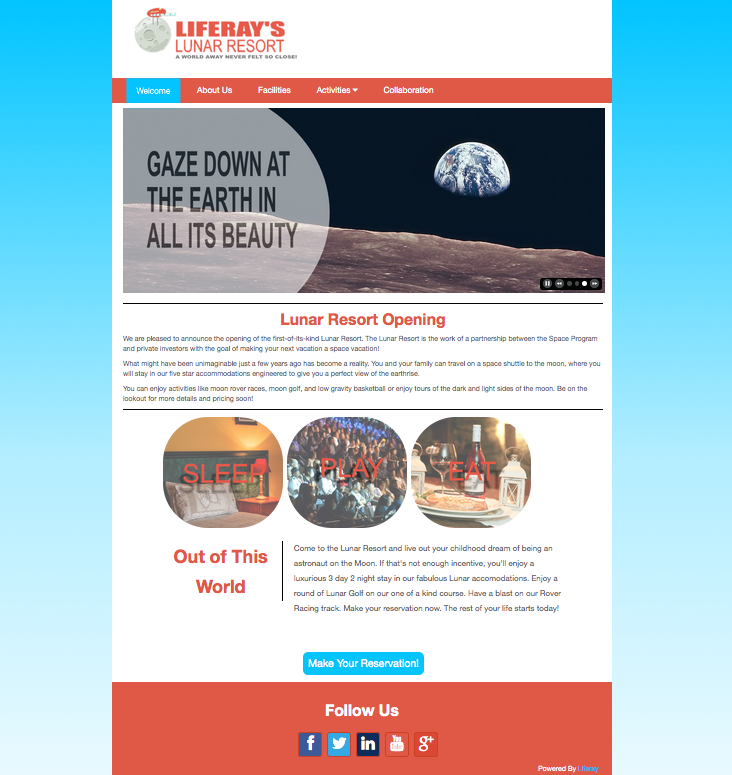 LIFERAY'S
LUNAR RESORT
A WORLD AWAY NEVER FELT SO CLOSE!
Welcome About Us Facilities Activities Collaboration
GAZE DOWN AT
THE EARTH IN
ALL ITS BEAUTY
Lunar Resort Opening
We are pleased to announce the opening of the first-of-its-kind Lunar Resort. The Lunar Resort is the work of a partnership between the Space Program
and private investors with the goal of making your next vacation a space vacation!
What might have been unimaginable just a few years ago has become a reality. You and your family can travel on a space shuttle to the moon, where you
will stay in our five star accommodations engineered to give you a perfect view of the earthrise.
You can enjoy activities like moon rover races, moon golf, and low gravity basketball or enjoy tours of the dark and light sides of the moon. Be on the
lookout for more details and pricing soon!
SLEEP PLAY EAT
Out of This
World
Come to the Lunar Resort and live out your childhood dream of being an
astronaut on the Moon. If that's not enough incentive, you'll enjoy a
luxurious 3 day 2 night stay in our fabulous Lunar accomodations. Enjoy a
round of Lunar Golf on our one of a kind course. Have a blast on our Rover
Racing track. Make your reservation now. The rest of your life starts today!
Make Your Reservation!
Follow Us
f in You Tube g+
Powered By Liferay